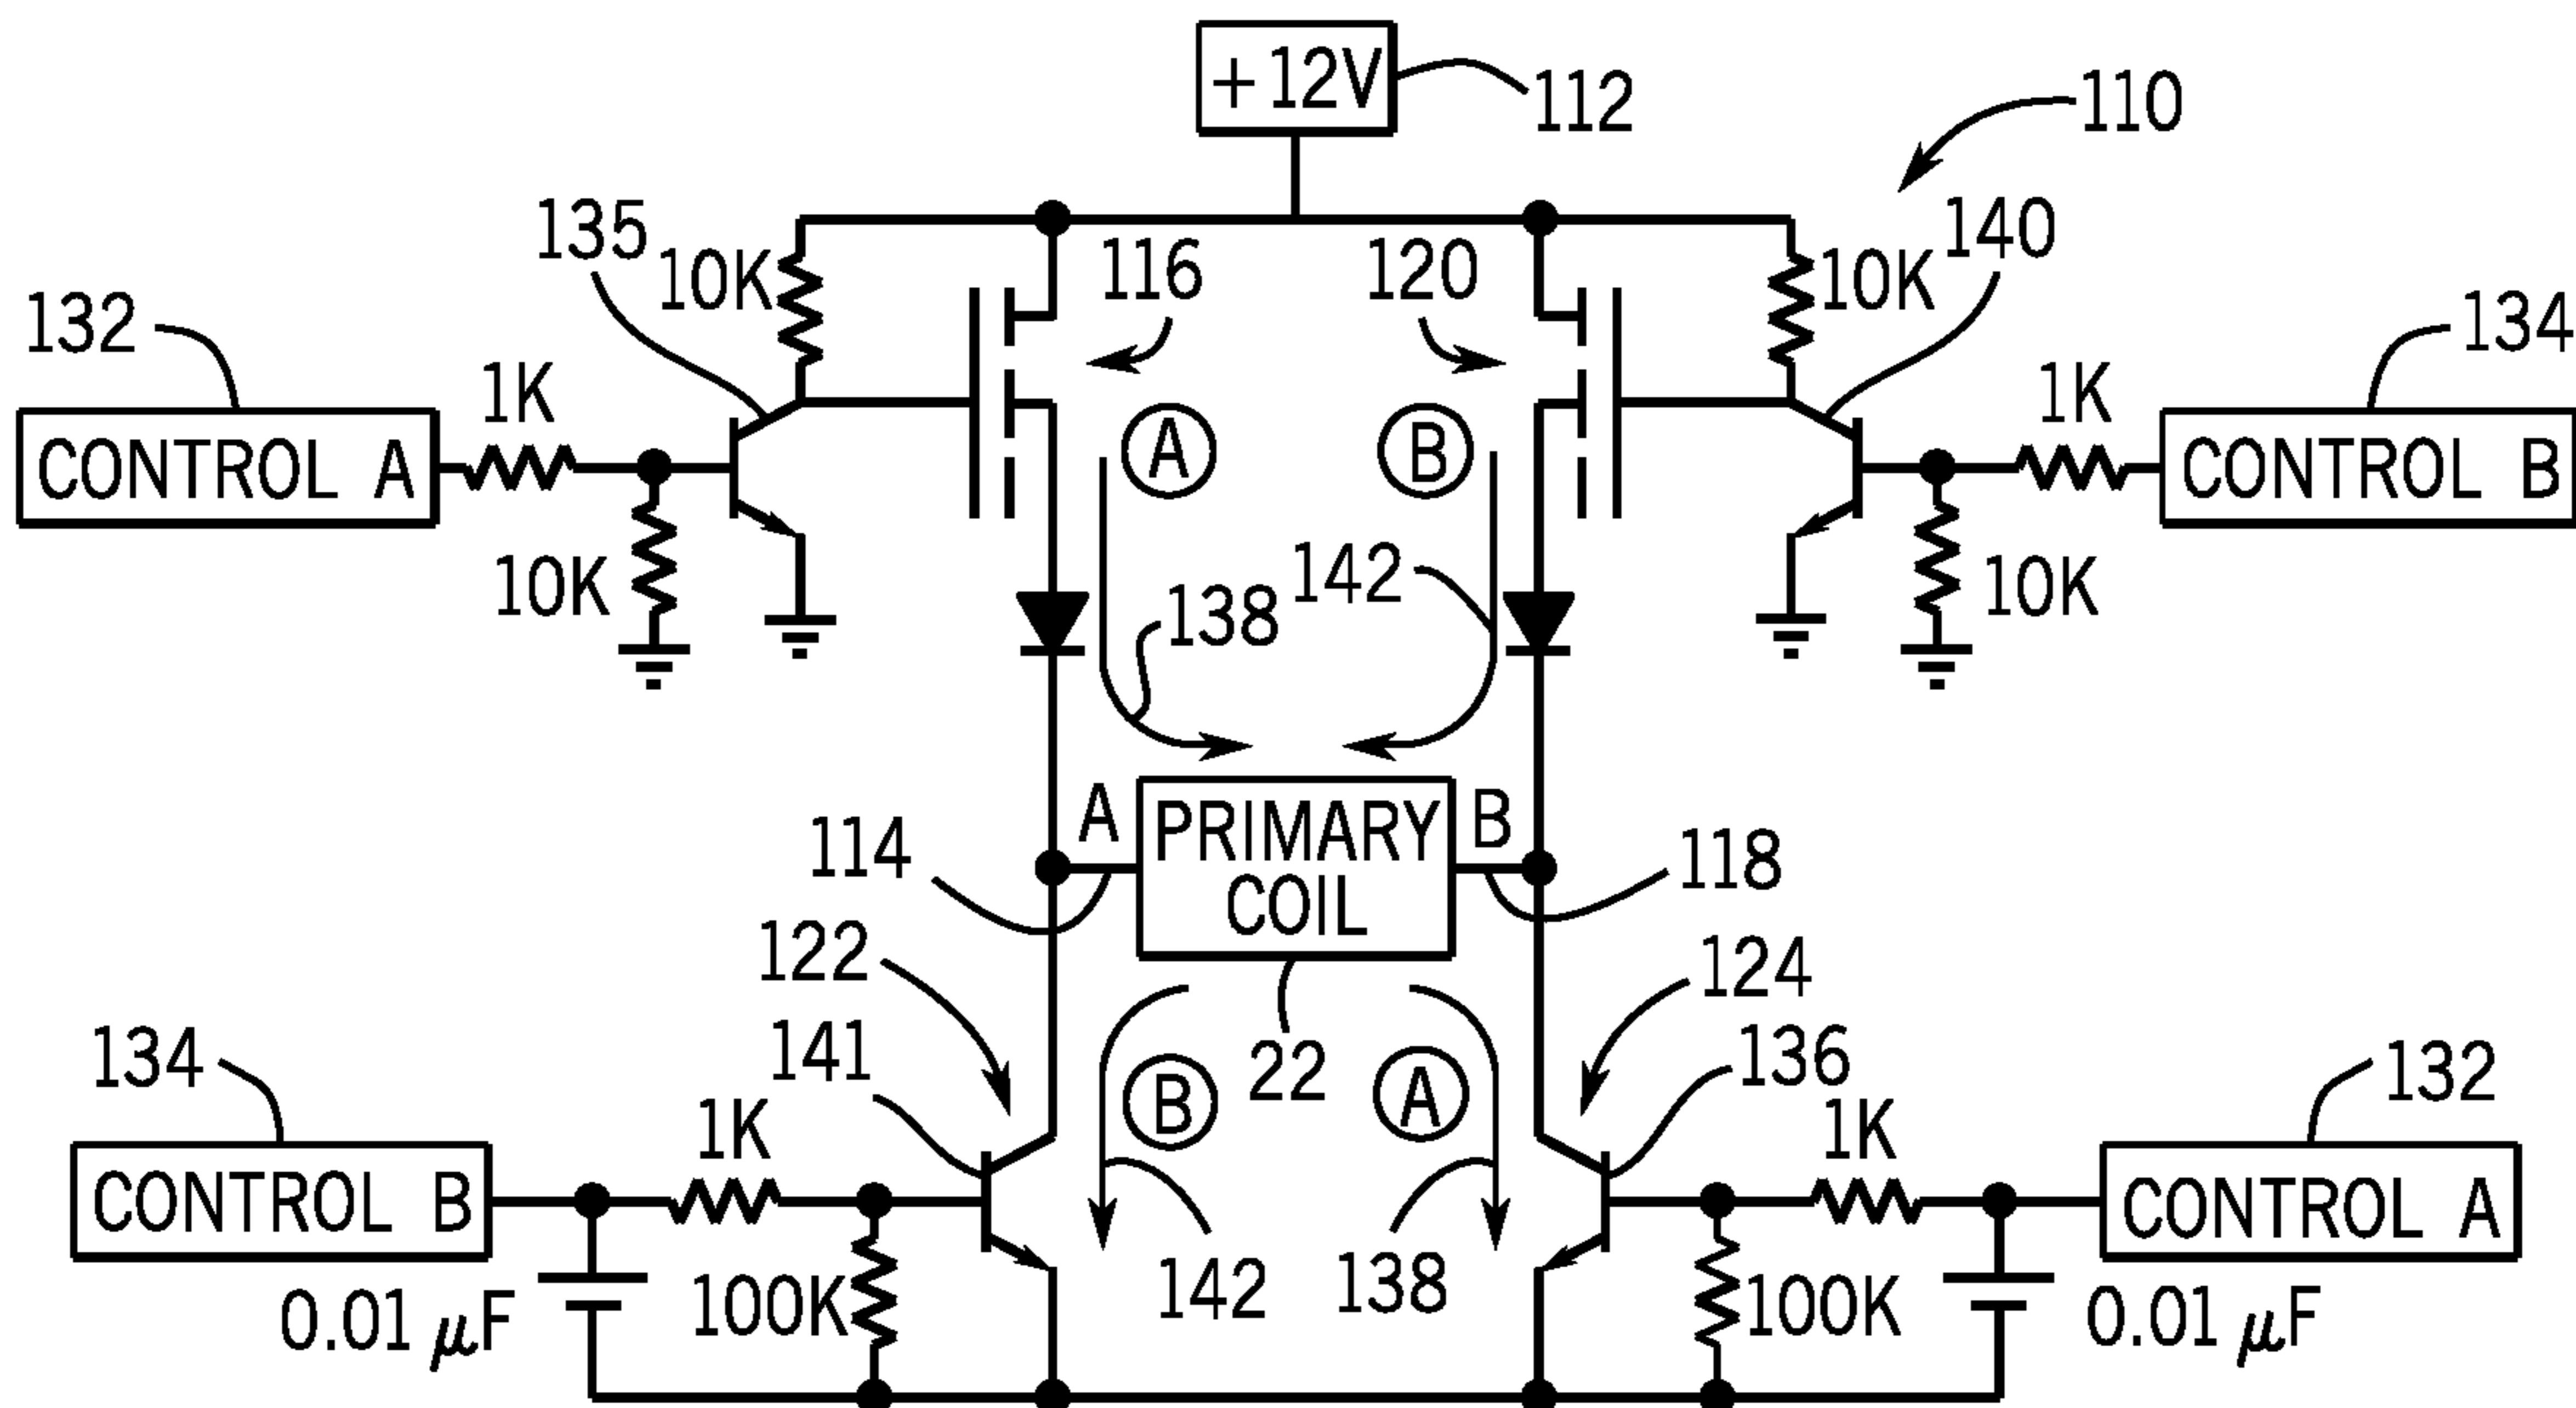 +12V
112
110
135
10K
116
120
10K
140
132
1K
A
B
1K
134
CONTROL A
CONTROL B
10K
138
142
10K
114
A
PRIMARY
COIL
B
118
122
124
134
141
1K
B
22
A
136
1K
132
CONTROL B
CONTROL A
0.01 μF
100K
142
138
100K
0.01 μF